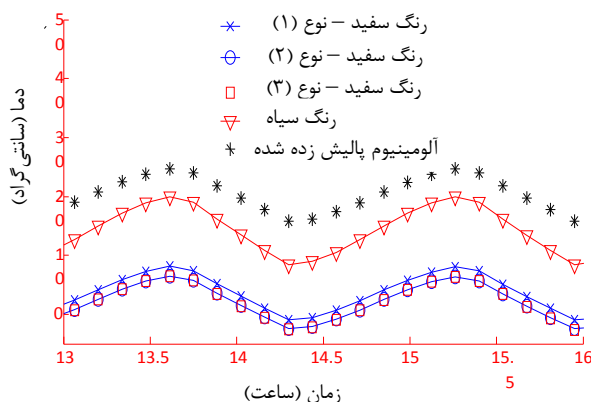 رنگ سفید – نوع (۱)
رنگ سفید – نوع (۲)
رنگ سفید – نوع (۳)
رنگ سیاه
آلومینیوم پالیش زده شده
دما (سانتی‌گراد)
5
0
4
0
3
0
2
0
1
0
0
13
13.5
14
14.5
15
15.
5
16
زمان (ساعت)